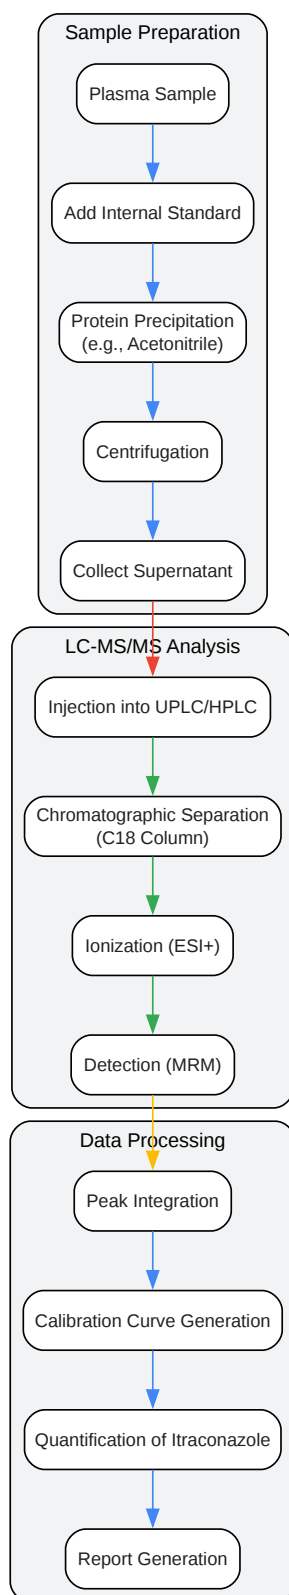 Sample Preparation
Plasma Sample
Add Internal Standard
Protein Precipitation
(e.g., Acetonitrile)
Centrifugation
Collect Supernatant
LC-MS/MS Analysis
Injection into UPLC/HPLC
Chromatographic Separation
(C18 Column)
Ionization (ESI+)
Detection (MRM)
Data Processing
Peak Integration
Calibration Curve Generation
Quantification of Itraconazole
Report Generation